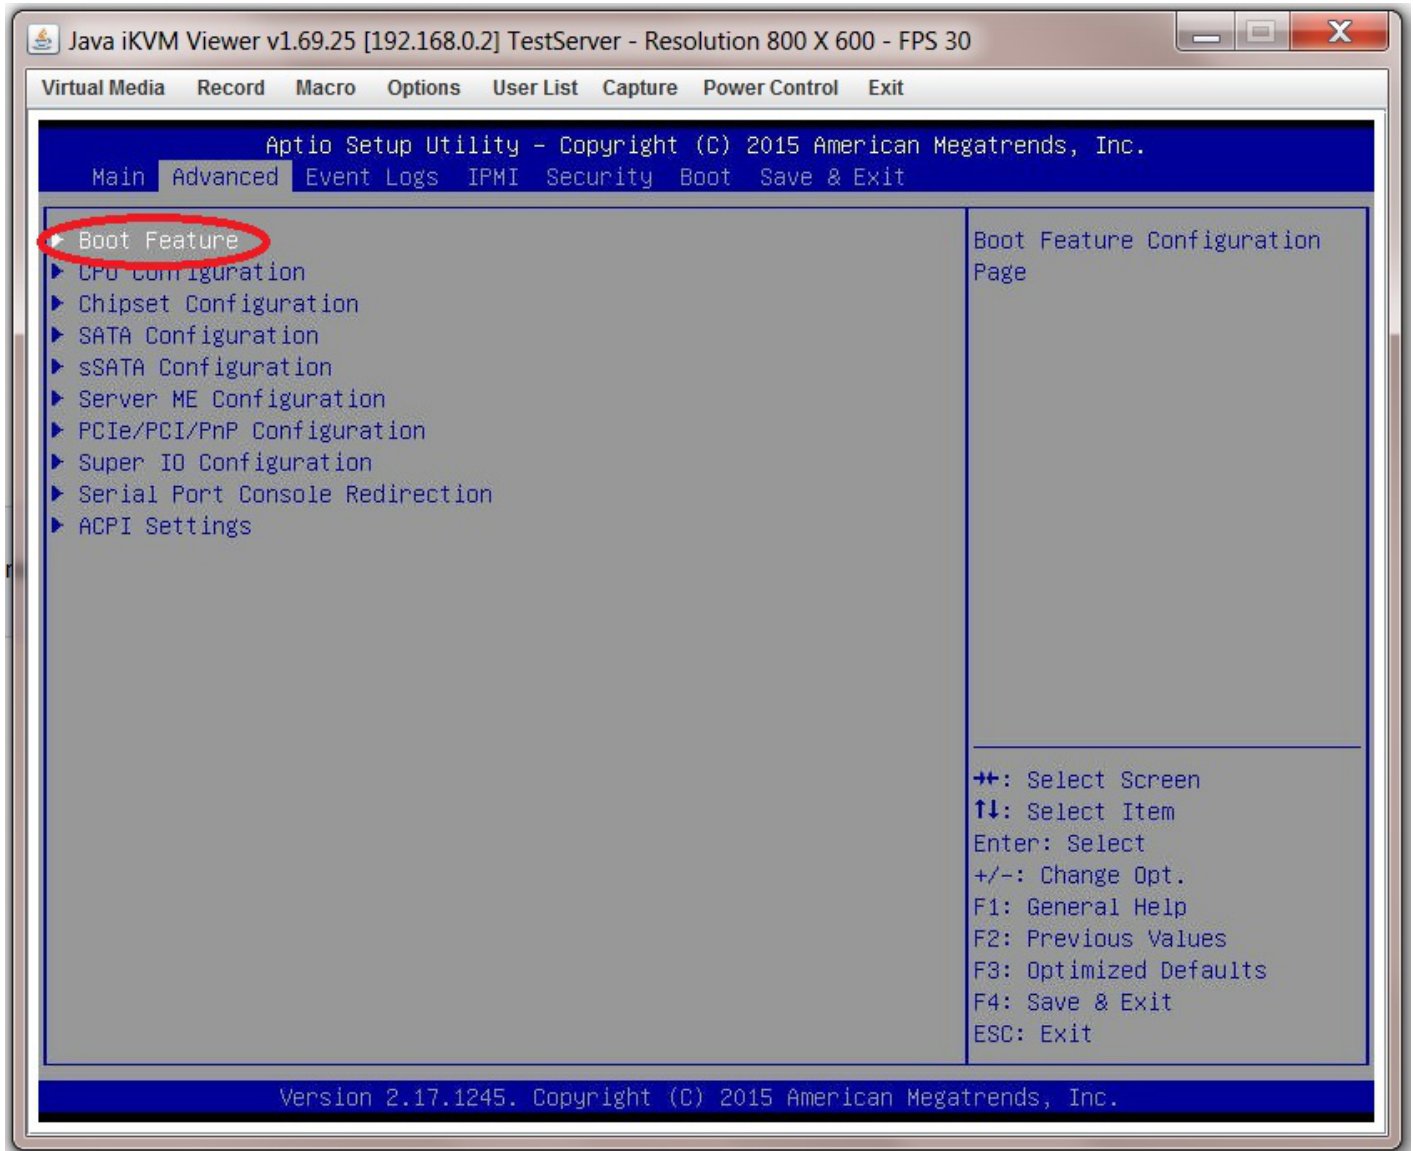 Java iKVM Viewer v1.69.25 [192.168.0.2] TestServer - Resolution 800 X 600 - FPS 30
Virtual Media Record Macro Options User List Capture Power Control Exit
Aptio Setup Utility – Copyright (C) 2015 American Megatrends, Inc.
Main Advanced Event Logs IPMI Security Boot Save & Exit
Boot Feature
CPU Configuration
Chipset Configuration
SATA Configuration
sSATA Configuration
Server ME Configuration
PCIe/PCI/PnP Configuration
Super IO Configuration
Serial Port Console Redirection
ACPI Settings
Boot Feature Configuration
Page
→←: Select Screen
↑↓: Select Item
Enter: Select
+/-: Change Opt.
F1: General Help
F2: Previous Values
F3: Optimized Defaults
F4: Save & Exit
ESC: Exit
Version 2.17.1245. Copyright (C) 2015 American Megatrends, Inc.